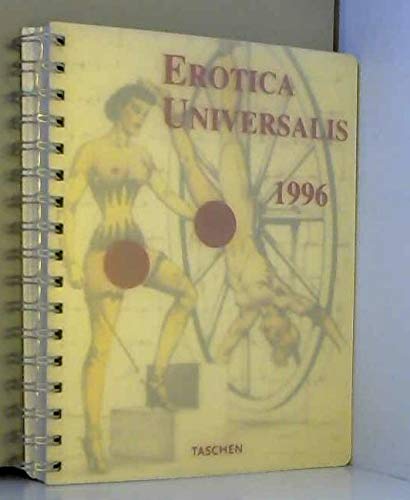 EROTICA
UNIVERSALIS
1996
TASCHEN